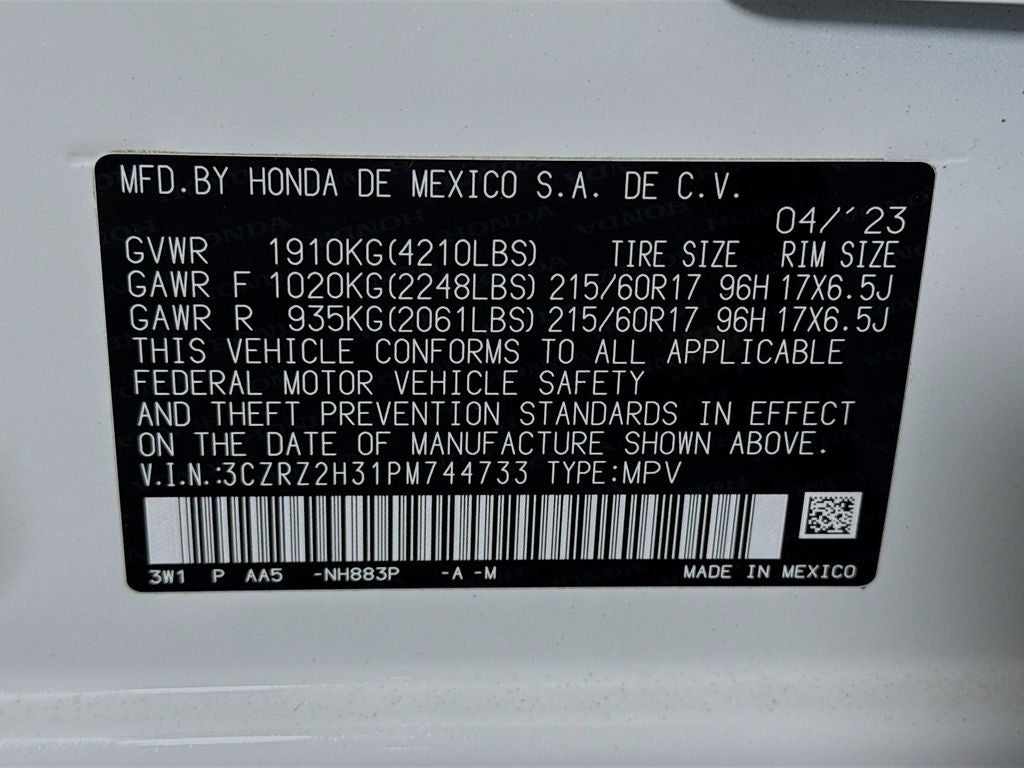 MFD.BY HONDA DE MEXICO S.A. DE C.V.
04/'23
GVWR 1910KG(4210LBS) TIRE SIZE RIM SIZE
GAWR F 1020KG(2248LBS) 215/60R17 96H 17X6.5J
GAWR R 935KG(2061LBS) 215/60R17 96H 17X6.5J
THIS VEHICLE CONFORMS TO ALL APPLICABLE
FEDERAL MOTOR VEHICLE SAFETY
AND THEFT PREVENTION STANDARDS IN EFFECT
ON THE DATE OF MANUFACTURE SHOWN ABOVE.
V.I.N.:3CZRZ2H31PM744733 TYPE:MPV
3W1 P AA5 -NH883P -A -M MADE IN MEXICO